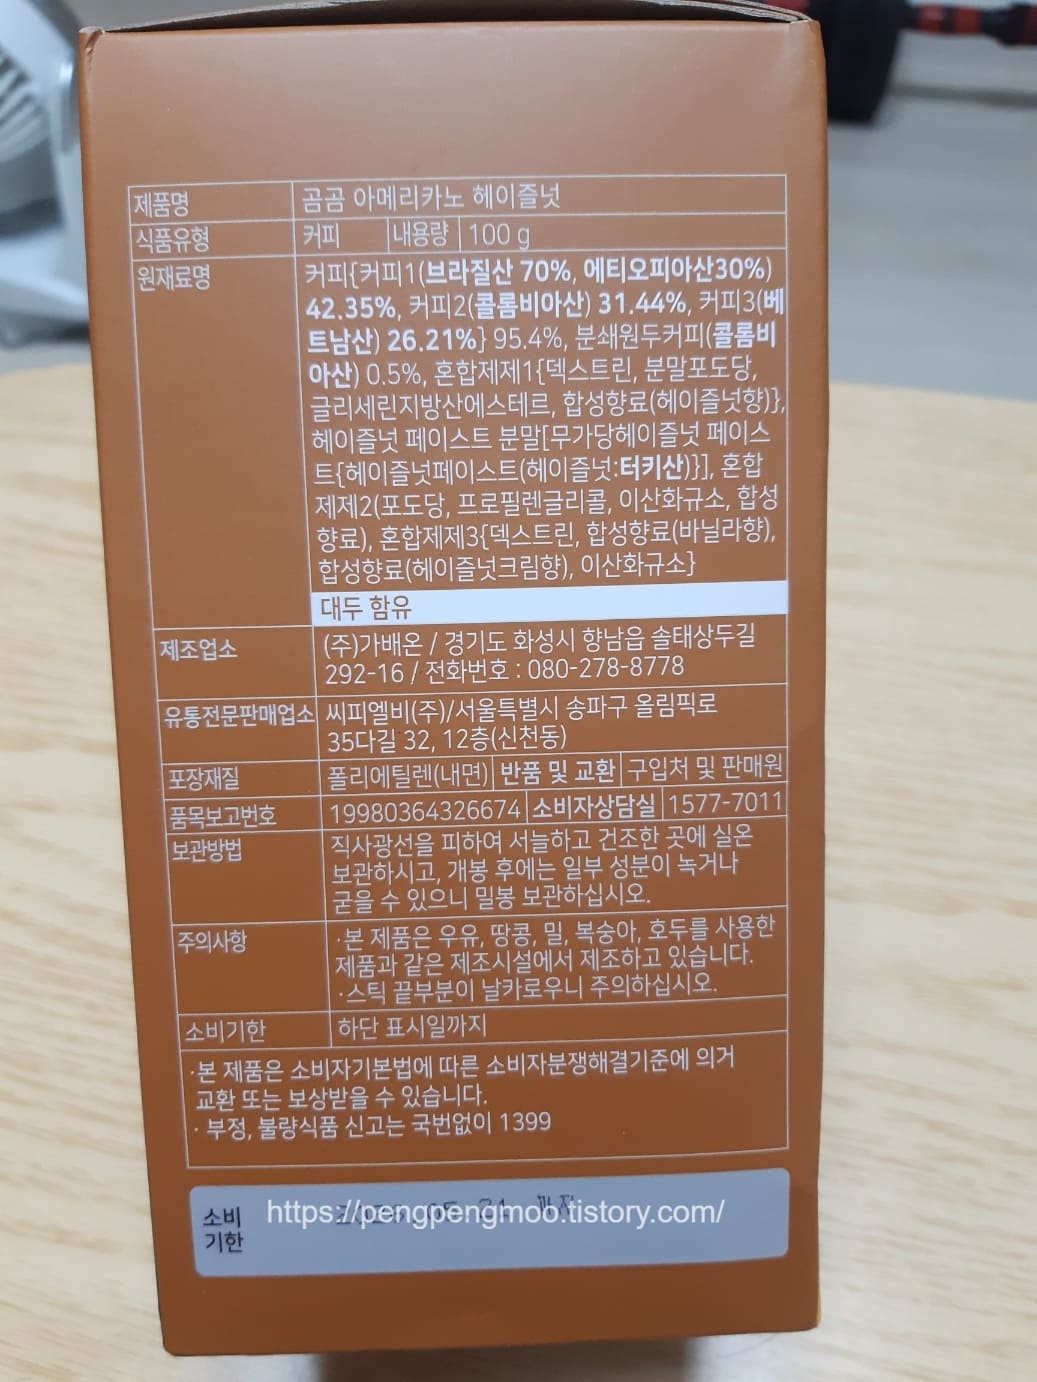 제품명 곰곰 아메리카노 헤이즐넛
식품유형 커피 내용량 100 g
원재료명 커피{커피1(브라질산 70%, 에티오피아산30%)
42.35%, 커피2(콜롬비아산) 31.44%, 커피3(베
트남산) 26.21%} 95.4%, 분쇄원두커피(콜롬비
아산) 0.5%, 혼합제제1{덱스트린, 분말포도당,
글리세린지방산에스테르, 합성향료(헤이즐넛향)},
헤이즐넛 페이스트 분말[무가당헤이즐넛 페이스
트{헤이즐넛페이스트(헤이즐넛:터키산)}], 혼합
제제2(포도당, 프로필렌글리콜, 이산화규소, 합성
향료), 혼합제제3{덱스트린, 합성향료(바닐라향),
합성향료(헤이즐넛크림향), 이산화규소}
대두 함유
제조업소 (주)가배온 / 경기도 화성시 향남읍 솔태상두길
292-16 / 전화번호 : 080-278-8778
유통전문판매업소 씨피엘비(주)/서울특별시 송파구 올림픽로
35다길 32, 12층(신천동)
포장재질 폴리에틸렌(내면) 반품 및 교환 구입처 및 판매원
품목보고번호 19980364326674 소비자상담실 1577-7011
보관방법 직사광선을 피하여 서늘하고 건조한 곳에 실온
보관하시고, 개봉 후에는 일부 성분이 녹거나
굳을 수 있으니 밀봉 보관하십시오.
주의사항 ·본 제품은 우유, 땅콩, 밀, 복숭아, 호두를 사용한
제품과 같은 제조시설에서 제조하고 있습니다.
·스틱 끝부분이 날카로우니 주의하십시오.
소비기한 하단 표시일까지
·본 제품은 소비자기본법에 따른 소비자분쟁해결기준에 의거
교환 또는 보상받을 수 있습니다.
· 부정, 불량식품 신고는 국번없이 1399
소비
기한
https://pengpengmoo.tistory.com/